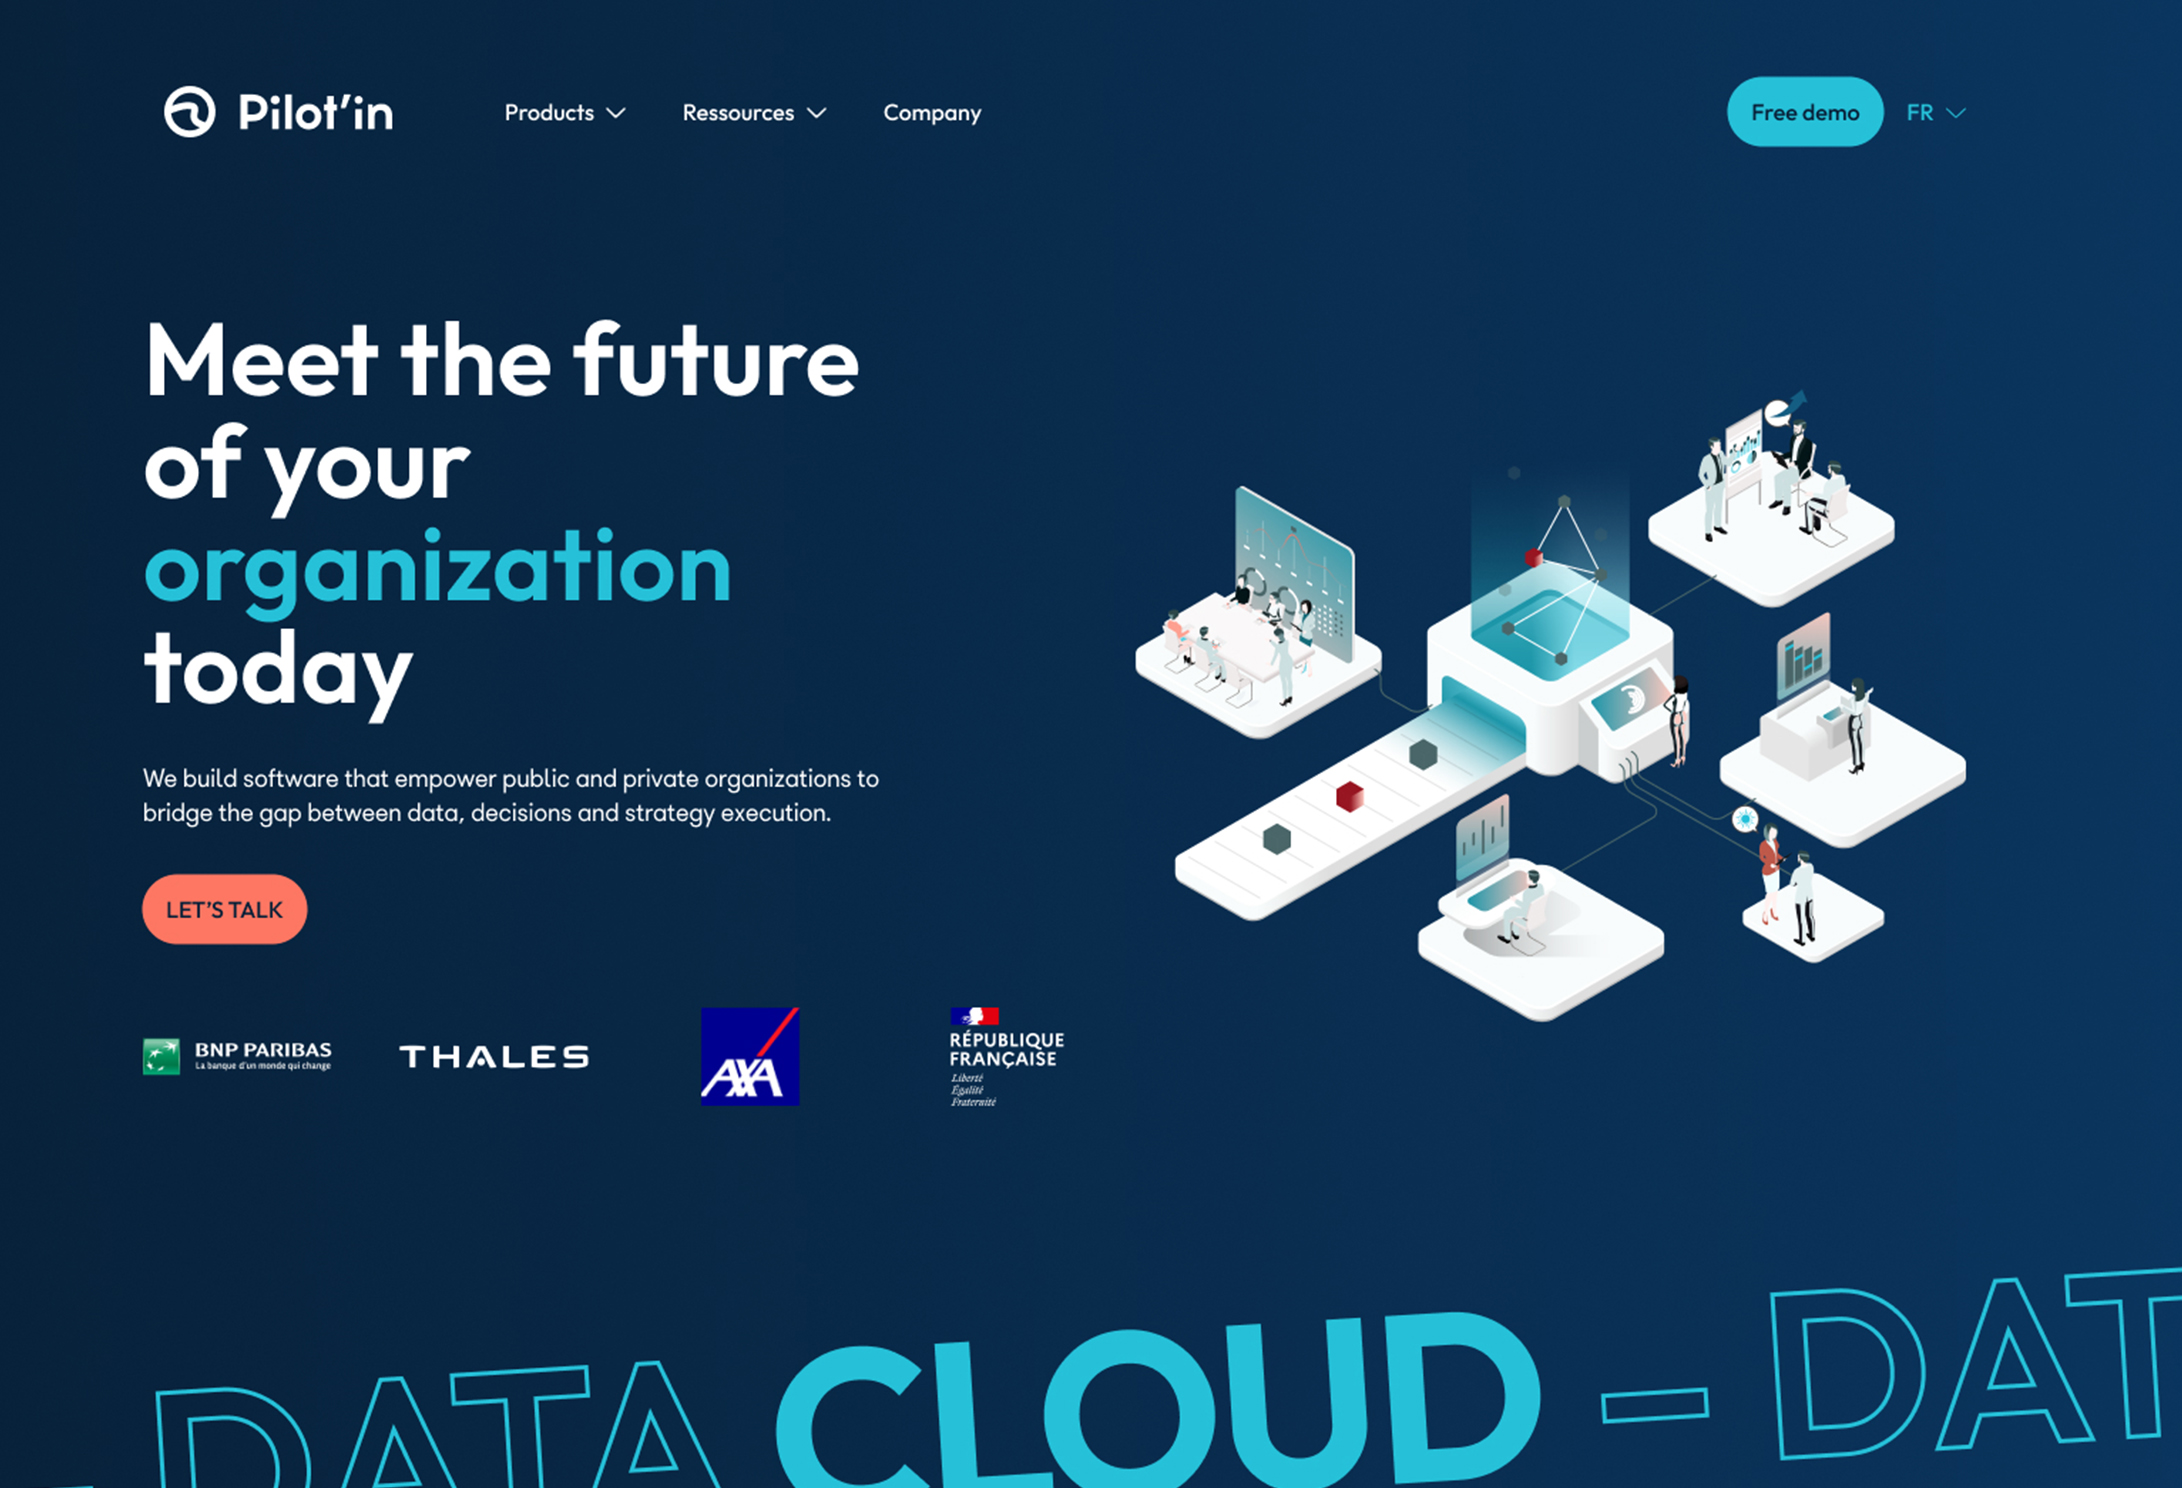 Pilot'in
Products
Ressources
Company
Free demo
FR
Meet the future
of your
organization
today
We build software that empower public and private organizations to
bridge the gap between data, decisions and strategy execution.
LET'S TALK
BNP PARIBAS
La banque d'un monde qui change
THALES
AXA
RÉPUBLIQUE
FRANÇAISE
Liberté
Égalité
Fraternité
– DATA CLOUD – DAT